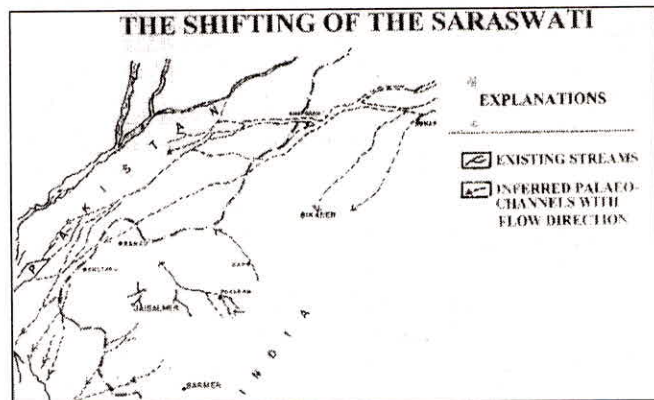 THE SHIFTING OF THE SARASWATI
EXPLANATIONS
EXISTING STREAMS
INFERRED PALAEO-
CHANNELS WITH
FLOW DIRECTION
PAKISTAN
BIKANER
JAISALMER
BARMER
INDIA